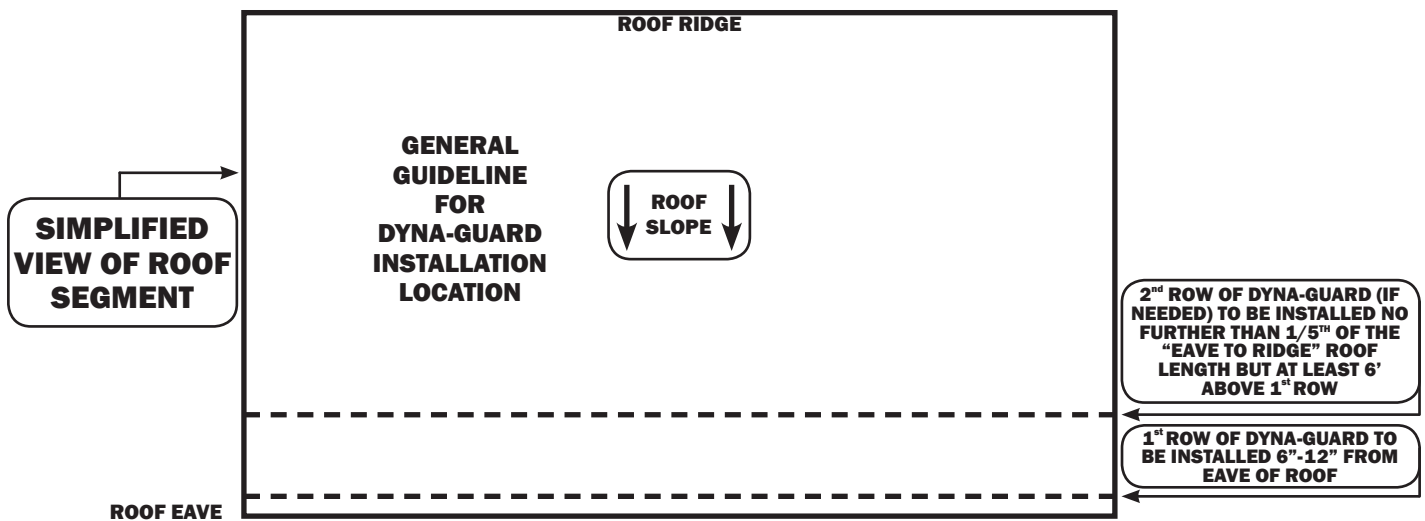 ROOF RIDGE
GENERAL
GUIDELINE
FOR
DYNA-GUARD
INSTALLATION
LOCATION
ROOF
SLOPE
SIMPLIFIED
VIEW OF ROOF
SEGMENT
2nd ROW OF DYNA-GUARD (IF
NEEDED) TO BE INSTALLED NO
FURTHER THAN 1/5TH OF THE
“EAVE TO RIDGE” ROOF
LENGTH BUT AT LEAST 6’
ABOVE 1st ROW
1st ROW OF DYNA-GUARD TO
BE INSTALLED 6”-12” FROM
EAVE OF ROOF
ROOF EAVE